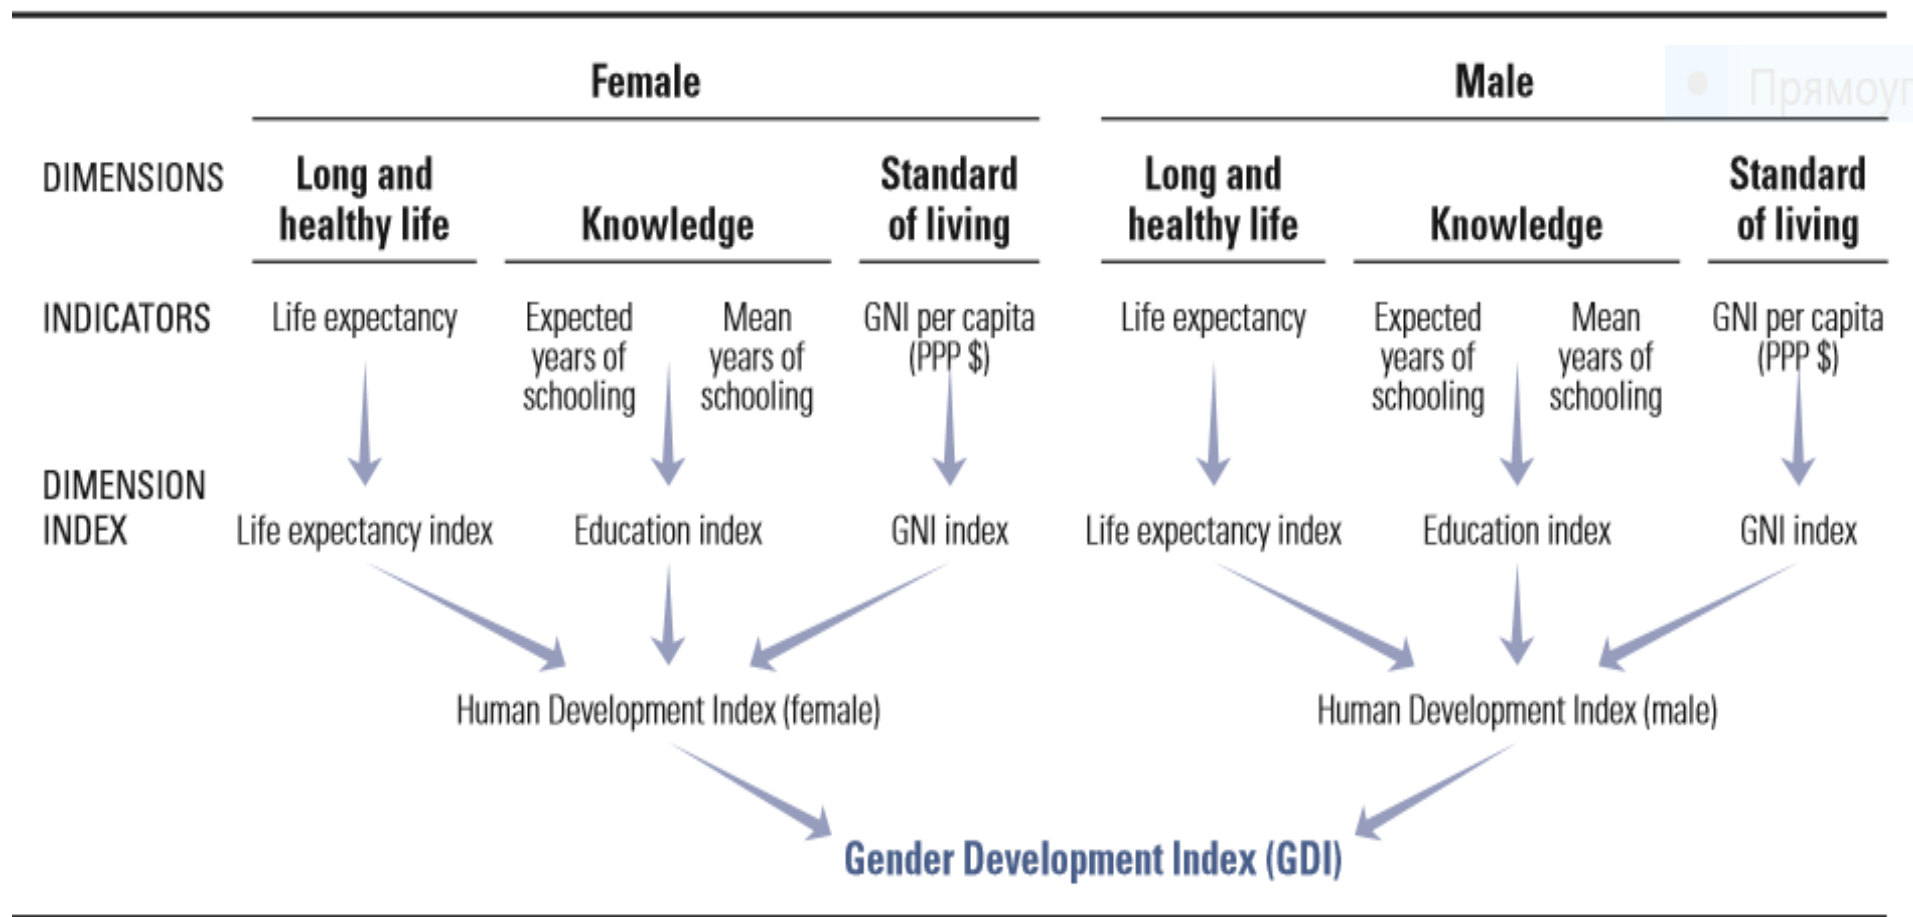 Female
Male
• Прямоуг
DIMENSIONS
Long and
healthy life
Knowledge
Standard
of living
Long and
healthy life
Knowledge
Standard
of living
INDICATORS
Life expectancy
Expected
years of
schooling
Mean
years of
schooling
GNI per capita
(PPP $)
Life expectancy
Expected
years of
schooling
Mean
years of
schooling
GNI per capita
(PPP $)
DIMENSION
INDEX
Life expectancy index
Education index
GNI index
Life expectancy index
Education index
GNI index
Human Development Index (female)
Human Development Index (male)
Gender Development Index (GDI)